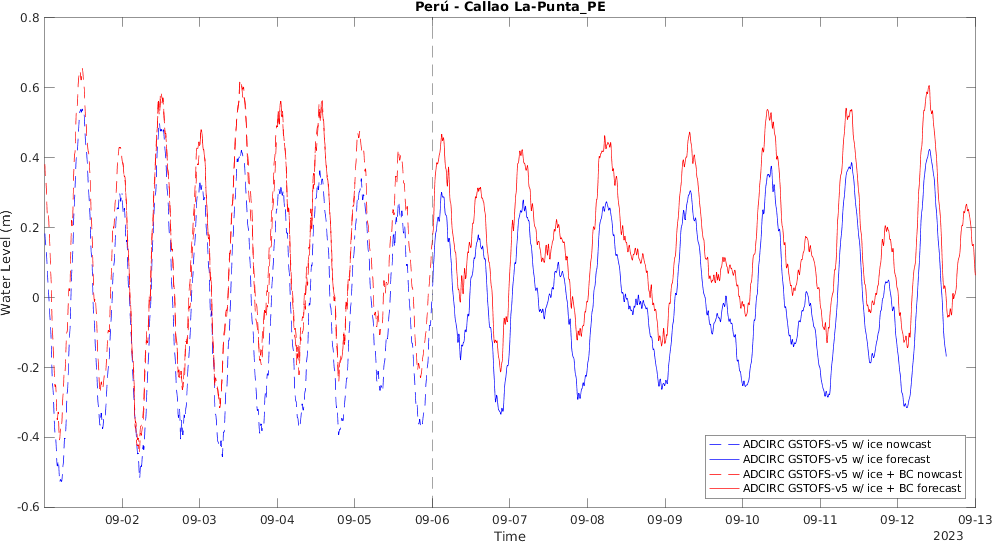 Perú - Callao La-Punta_PE
Water Level (m)
0.8
0.6
0.4
0.2
0
-0.2
-0.4
-0.6
ADCIRC GSTOFS-v5 w/ ice nowcast
ADCIRC GSTOFS-v5 w/ ice forecast
ADCIRC GSTOFS-v5 w/ ice + BC nowcast
ADCIRC GSTOFS-v5 w/ ice + BC forecast
09-02 09-03 09-04 09-05 09-06 09-07 09-08 09-09 09-10 09-11 09-12 09-13
Time
2023